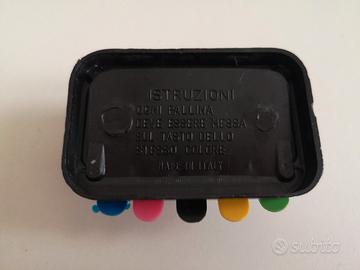 ISTRUZIONI
OGNI PALLINA
DEVE ESSERE MESSA
SUL TASTO DELLO
STESSO COLORE
MADE IN ITALY
subito